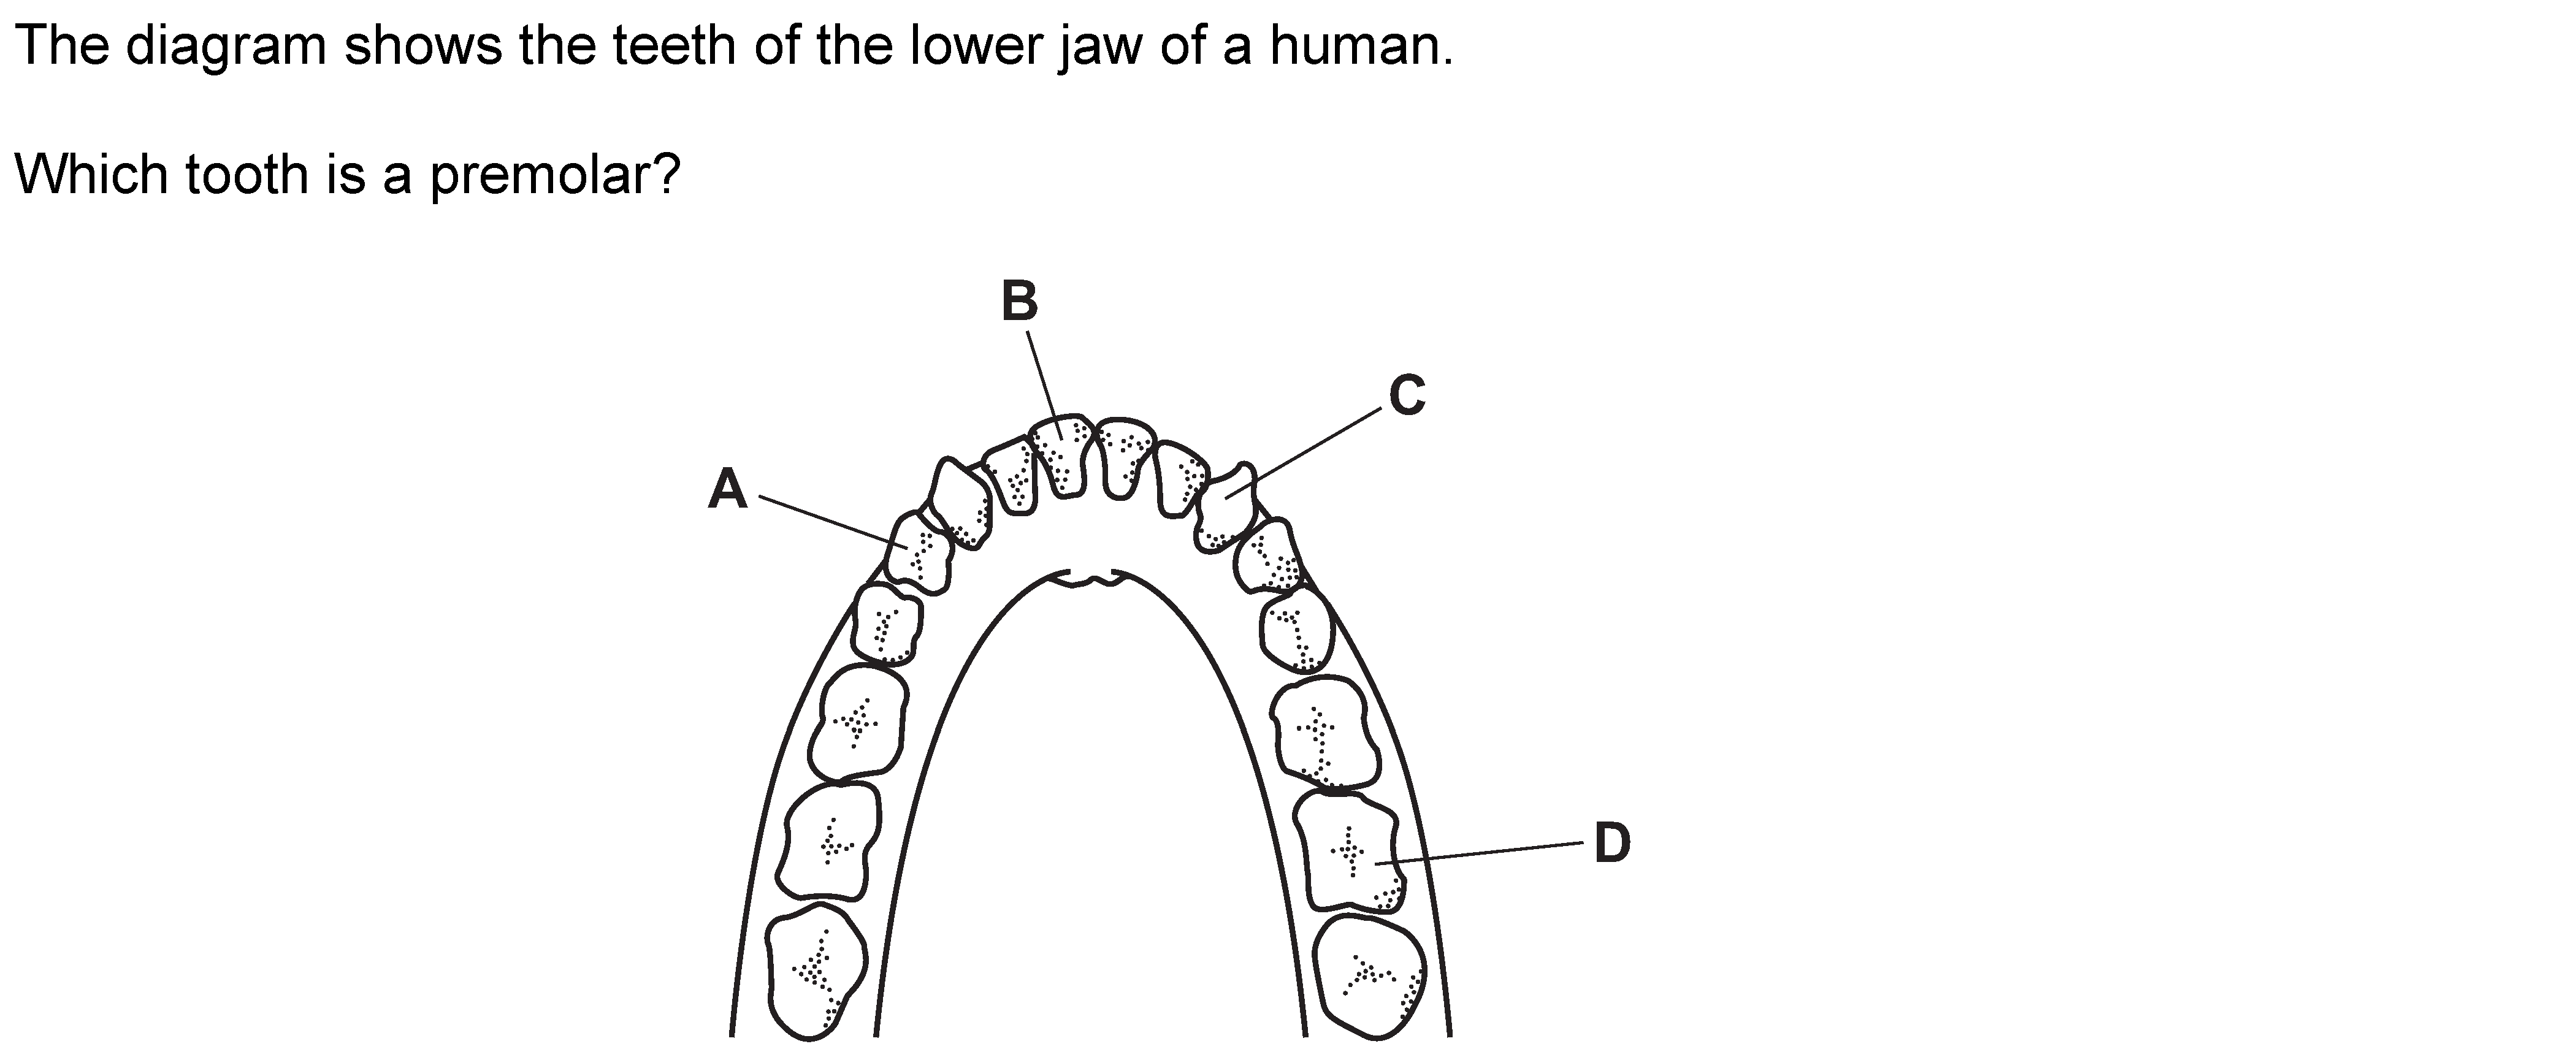 The diagram shows the teeth of the lower jaw of a human.
Which tooth is a premolar?
B
C
A
D